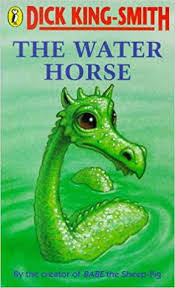 DICK KING-SMITH
THE WATER
HORSE
By the creator of BABE the Sheep-Pig